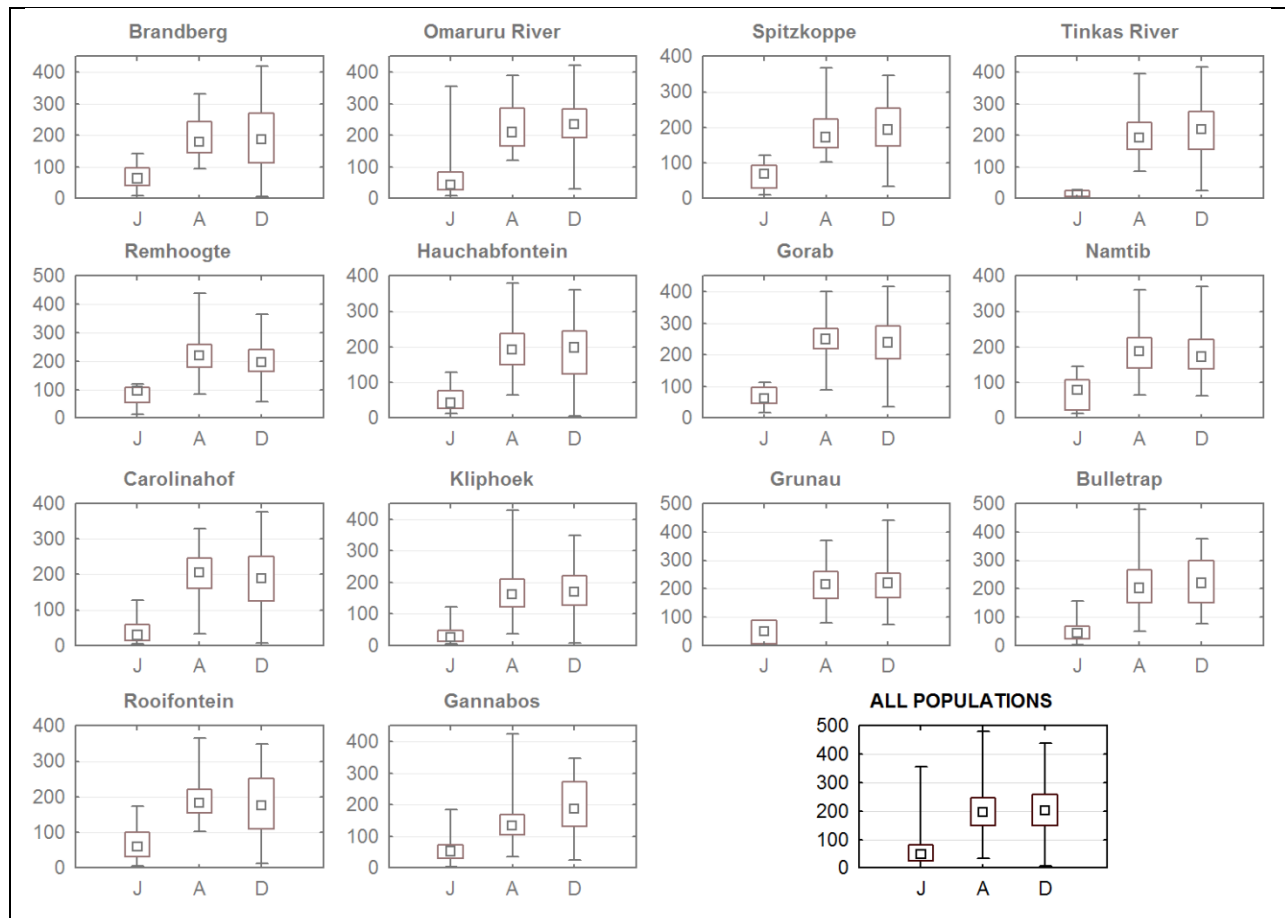 Brandberg Omaruru River Spitzkoppe Tinkas River
400 400 400 400
300 300 300 300
200 200 200 200
100 100 100 100
0 0 0 0
J A D J A D J A D J A D
Remhoogte Hauchabfontein Gorab Namtib
500 400 400 400
400 300 300 300
300 200 200 200
200 100 100 100
100 0 0 0
0
J A D J A D J A D J A D
Carolinahof Kliphoek Grunau Bulletrap
400 400 500 500
300 300 400 400
200 200 300 300
100 100 200 200
0 0 100 100
0 0
J A D J A D J A D J A D
Rooifontein Gannabos ALL POPULATIONS
400 400 500
300 300 400
200 200 300
100 100 200
0 0 100
0
J A D J A D J A D